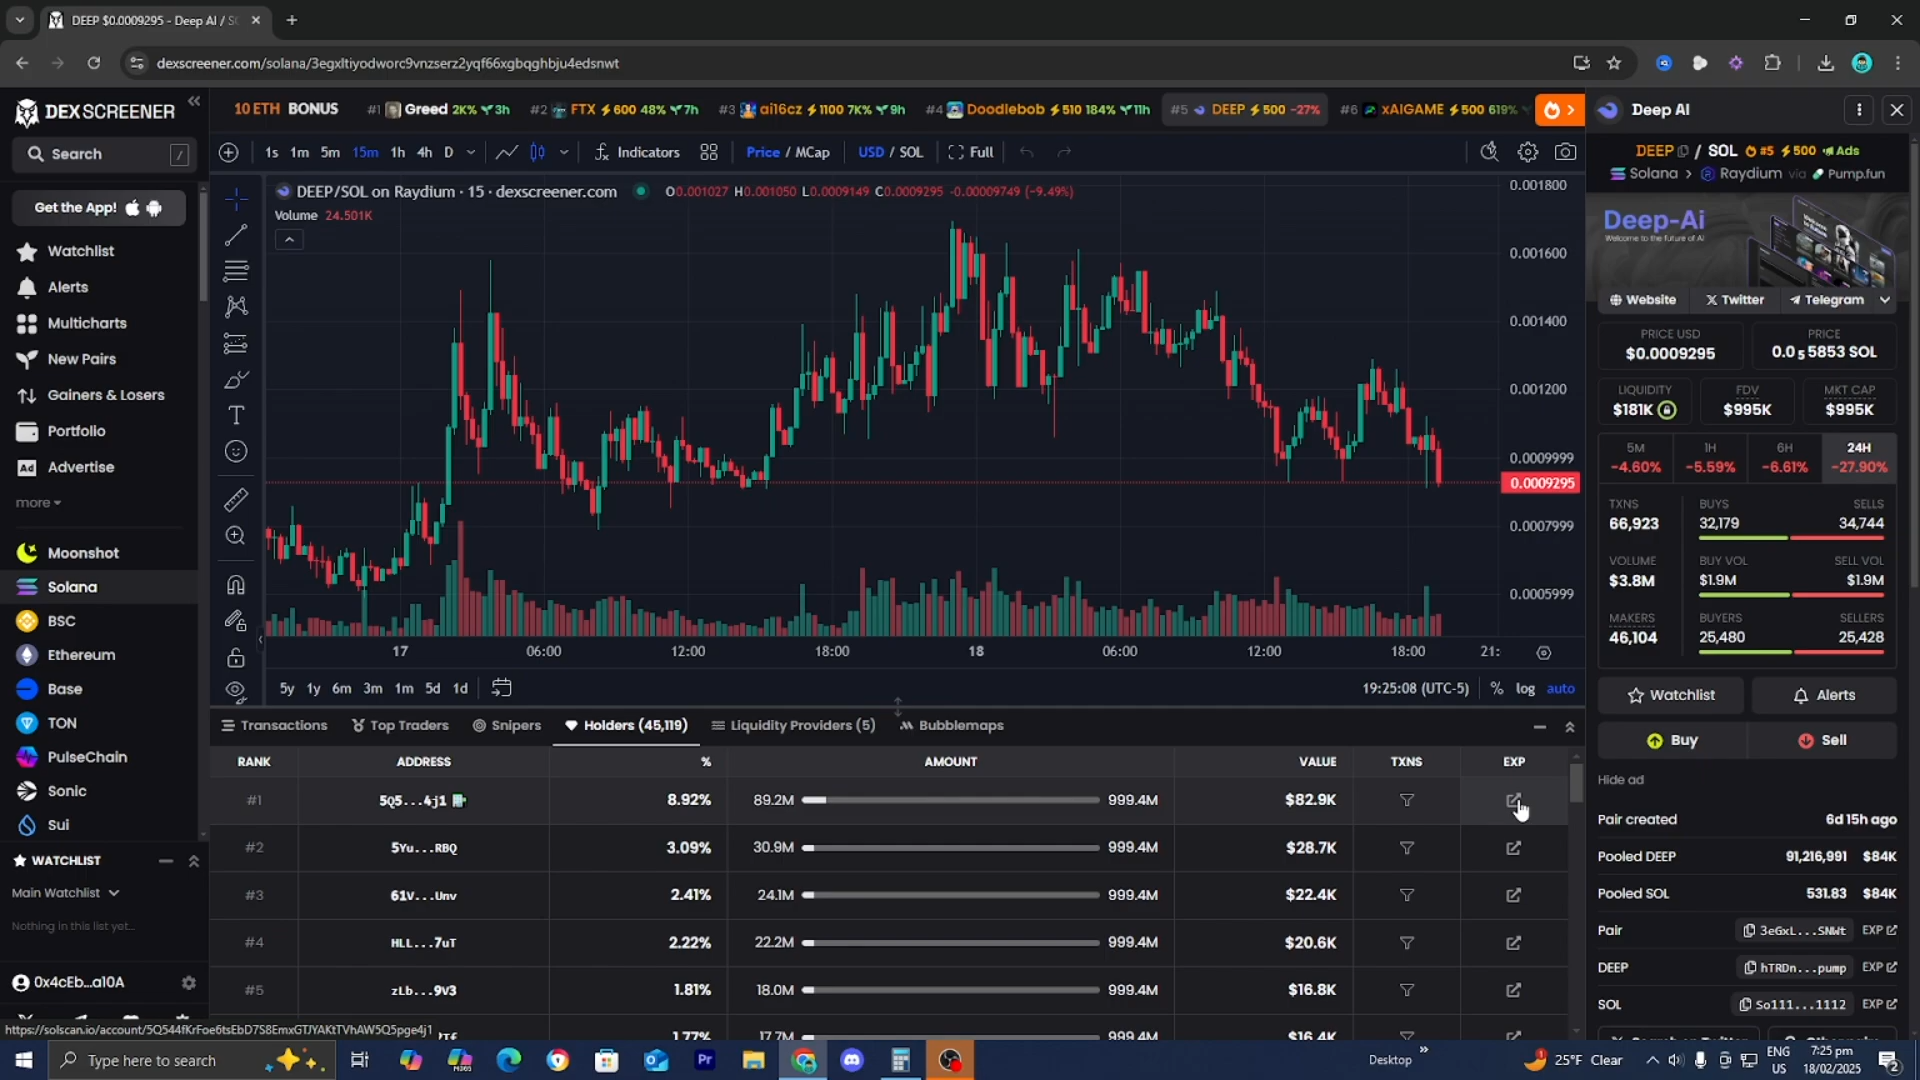 DEEP $0.0009295 - Deep AI / S
dexscreener.com/solana/3egxltiyodworc9vnzserz2yqf66xgbqghbju4edsnwt
DEXSCREENER
10 ETH BONUS
#1 Greed 2K% 3h
#2 FTX 600 48% 7h
#3 ai16cz 1100 7K% 9h
#4 Doodlebob 510 184% 11h
#5 DEEP 500 -27%
#6 xAIGAME 500 619%
Deep AI
Search /
1s 1m 5m 15m 1h 4h D
Indicators
Price / MCap
USD / SOL
Full
DEEP / SOL #5 500 Ads
Solana > Raydium via Pump.fun
Get the App!
Watchlist
Alerts
Multicharts
New Pairs
Gainers & Losers
Portfolio
Advertise
more
Moonshot
Solana
BSC
Ethereum
Base
TON
PulseChain
Sonic
Sui
WATCHLIST
Main Watchlist
Nothing in this list yet...
0x4cEb...a10A
DEEP/SOL on Raydium · 15 · dexscreener.com
O0.001027 H0.001050 L0.0009149 C0.0009295 -0.00009749 (-9.49%)
Volume 24.501K
0.001800
0.001600
0.001400
0.001200
0.0009999
0.0009295
0.0007999
0.0005999
17 06:00 12:00 18:00 18 06:00 12:00 18:00 21:
5y 1y 6m 3m 1m 5d 1d
19:25:08 (UTC-5) % log auto
Transactions
Top Traders
Snipers
Holders (45,119)
Liquidity Providers (5)
Bubblemaps
RANK ADDRESS % AMOUNT VALUE TXNS EXP
#1 5Q5...4j1 8.92% 89.2M 999.4M $82.9K
#2 5Yu...RBQ 3.09% 30.9M 999.4M $28.7K
#3 61V...Unv 2.41% 24.1M 999.4M $22.4K
#4 HLL...7uT 2.22% 22.2M 999.4M $20.6K
#5 zLb...9V3 1.81% 18.0M 999.4M $16.8K
1.77% 17.7M 999.4M $16.4K
Deep-Ai
Welcome to the future of AI
Website
Twitter
Telegram
PRICE USD
$0.0009295
PRICE
0.0₅5853 SOL
LIQUIDITY
$181K
FDV
$995K
MKT CAP
$995K
5M
-4.60%
1H
-5.59%
6H
-6.61%
24H
-27.90%
TXNS
66,923
BUYS
32,179
SELLS
34,744
VOLUME
$3.8M
BUY VOL
$1.9M
SELL VOL
$1.9M
MAKERS
46,104
BUYERS
25,480
SELLERS
25,428
Watchlist
Alerts
Buy
Sell
Hide ad
Pair created 6d 15h ago
Pooled DEEP 91,216,991 $84K
Pooled SOL 531.83 $84K
Pair 3eGxL...SNWt EXP
DEEP hTRDn...pump EXP
SOL So111...1112 EXP
https://solscan.io/account/5Q544fKrFoe6tsEbD7S8EmxGTJYAKtTVhAW5Q5pge4j1
Type here to search
Desktop
25°F Clear
ENG
US
7:25 pm
18/02/2025
2